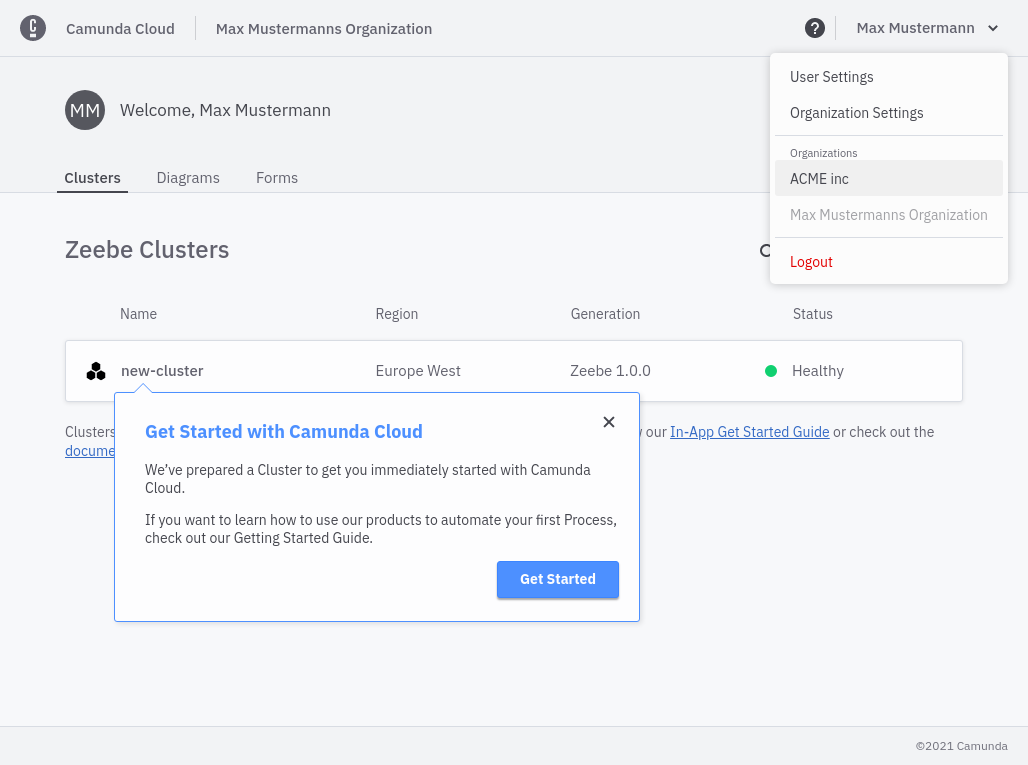 Camunda Cloud
Max Mustermanns Organization
?
Max Mustermann
User Settings
Organization Settings
Organizations
ACME inc
Max Mustermanns Organization
Logout
MM
Welcome, Max Mustermann
Clusters
Diagrams
Forms
Zeebe Clusters
Name
Region
Generation
Status
new-cluster
Europe West
Zeebe 1.0.0
Healthy
Clusters
our In-App Get Started Guide or check out the
Get Started with Camunda Cloud
We've prepared a Cluster to get you immediately started with Camunda
Cloud.
If you want to learn how to use our products to automate your first Process,
check out our Getting Started Guide.
Get Started
©2021 Camunda